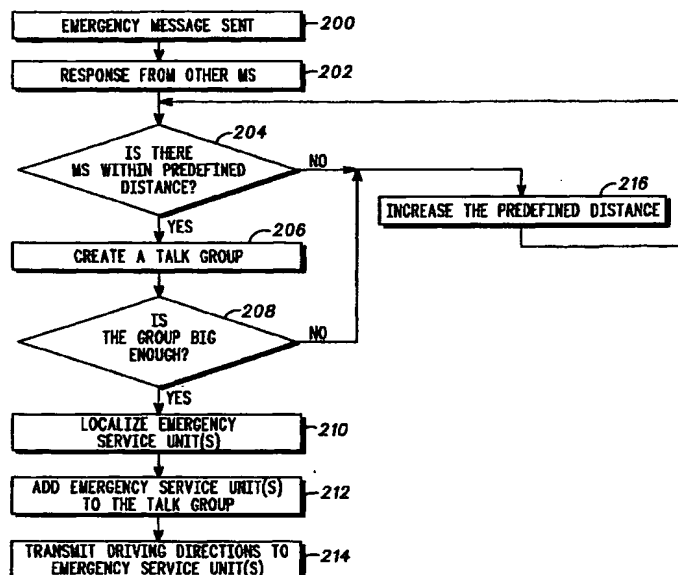 EMERGENCY MESSAGE SENT
200
RESPONSE FROM OTHER MS
202
204
IS THERE
MS WITHIN PREDEFINED
DISTANCE?
NO
YES
216
INCREASE THE PREDEFINED DISTANCE
206
CREATE A TALK GROUP
208
IS
THE GROUP BIG
ENOUGH?
NO
YES
LOCALIZE EMERGENCY
SERVICE UNIT(S)
210
ADD EMERGENCY SERVICE UNIT(S)
TO THE TALK GROUP
212
TRANSMIT DRIVING DIRECTIONS TO
EMERGENCY SERVICE UNIT(S)
214